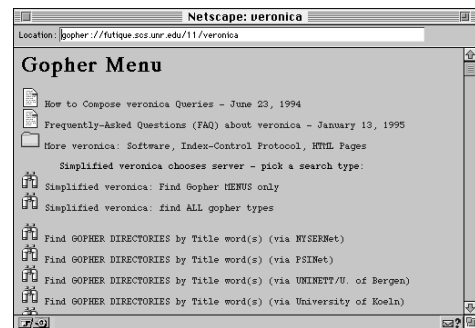 Netscape: veronica
Location: gopher://futique.scs.unr.edu/11/veronica
Gopher Menu
How to Compose veronica Queries - June 23, 1994
Frequently-Asked Questions (FAQ) about veronica - January 13, 1995
More veronica: Software, Index-Control Protocol, HTML Pages
Simplified veronica chooses server - pick a search type:
Simplified veronica: Find Gopher MENUS only
Simplified veronica: find ALL gopher types
Find GOPHER DIRECTORIES by Title word(s) (via NYSERNet)
Find GOPHER DIRECTORIES by Title word(s) (via PSINet)
Find GOPHER DIRECTORIES by Title word(s) (via UNINETT/U. of Bergen)
Find GOPHER DIRECTORIES by Title word(s) (via University of Koeln)
?